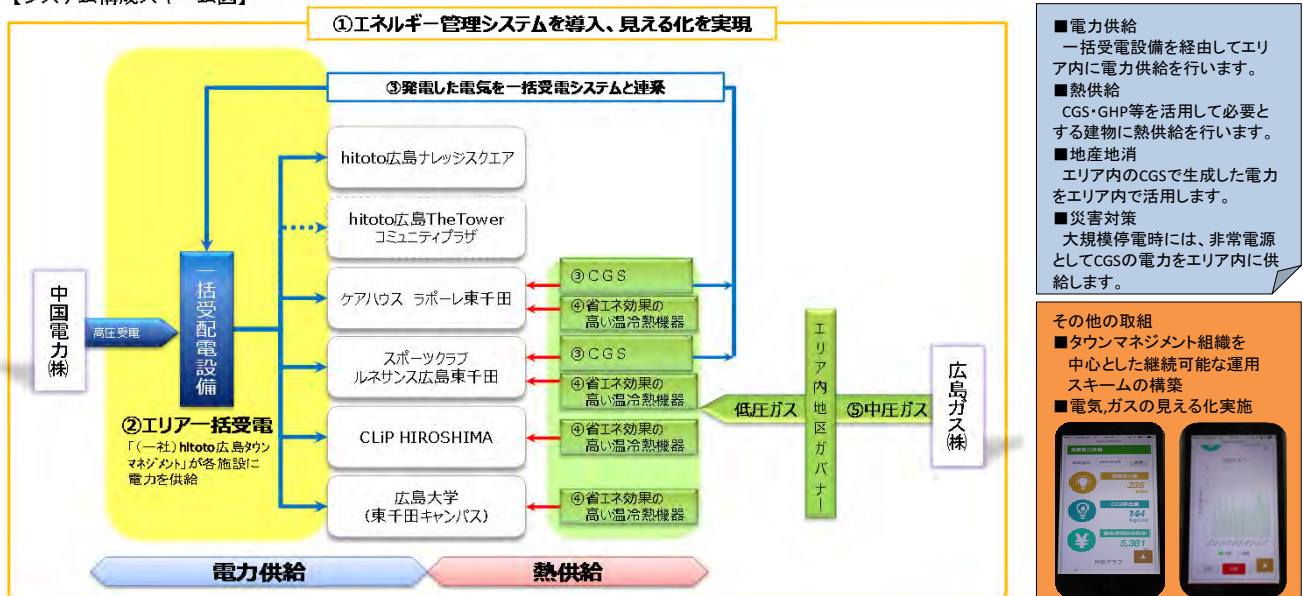 【システム構成スキーム図】
①エネルギー管理システムを導入、見える化を実現
③発電した電気を一括受電システムと連系
hitoto広島ナレッジスクエア
hitoto広島TheTower
コミュニティプラザ
ケアハウス ラポーレ東千田
スポーツクラブ
ルネサンス広島東千田
CLiP HIROSHIMA
広島大学
(東千田キャンパス)
中国電力㈱
高圧受電
一括受配電設備
②エリア一括受電
「(一社)hitoto広島タウン
マネジメント」が各施設に
電力を供給
③CGS
④省エネ効果の
高い温冷熱機器
③CGS
④省エネ効果の
高い温冷熱機器
④省エネ効果の
高い温冷熱機器
④省エネ効果の
高い温冷熱機器
低圧ガス
エリア内地区ガバナー
⑤中圧ガス
広島ガス㈱
電力供給
熱供給
■電力供給
一括受電設備を経由してエリ
ア内に電力供給を行います。
■熱供給
CGS・GHP等を活用して必要と
する建物に熱供給を行います。
■地産地消
エリア内のCGSで生成した電力
をエリア内で活用します。
■災害対策
大規模停電時には、非常電源
としてCGSの電力をエリア内に供
給します。
その他の取組
■タウンマネジメント組織を
中心とした継続可能な運用
スキームの構築
■電気,ガスの見える化実施
235
144
5,381